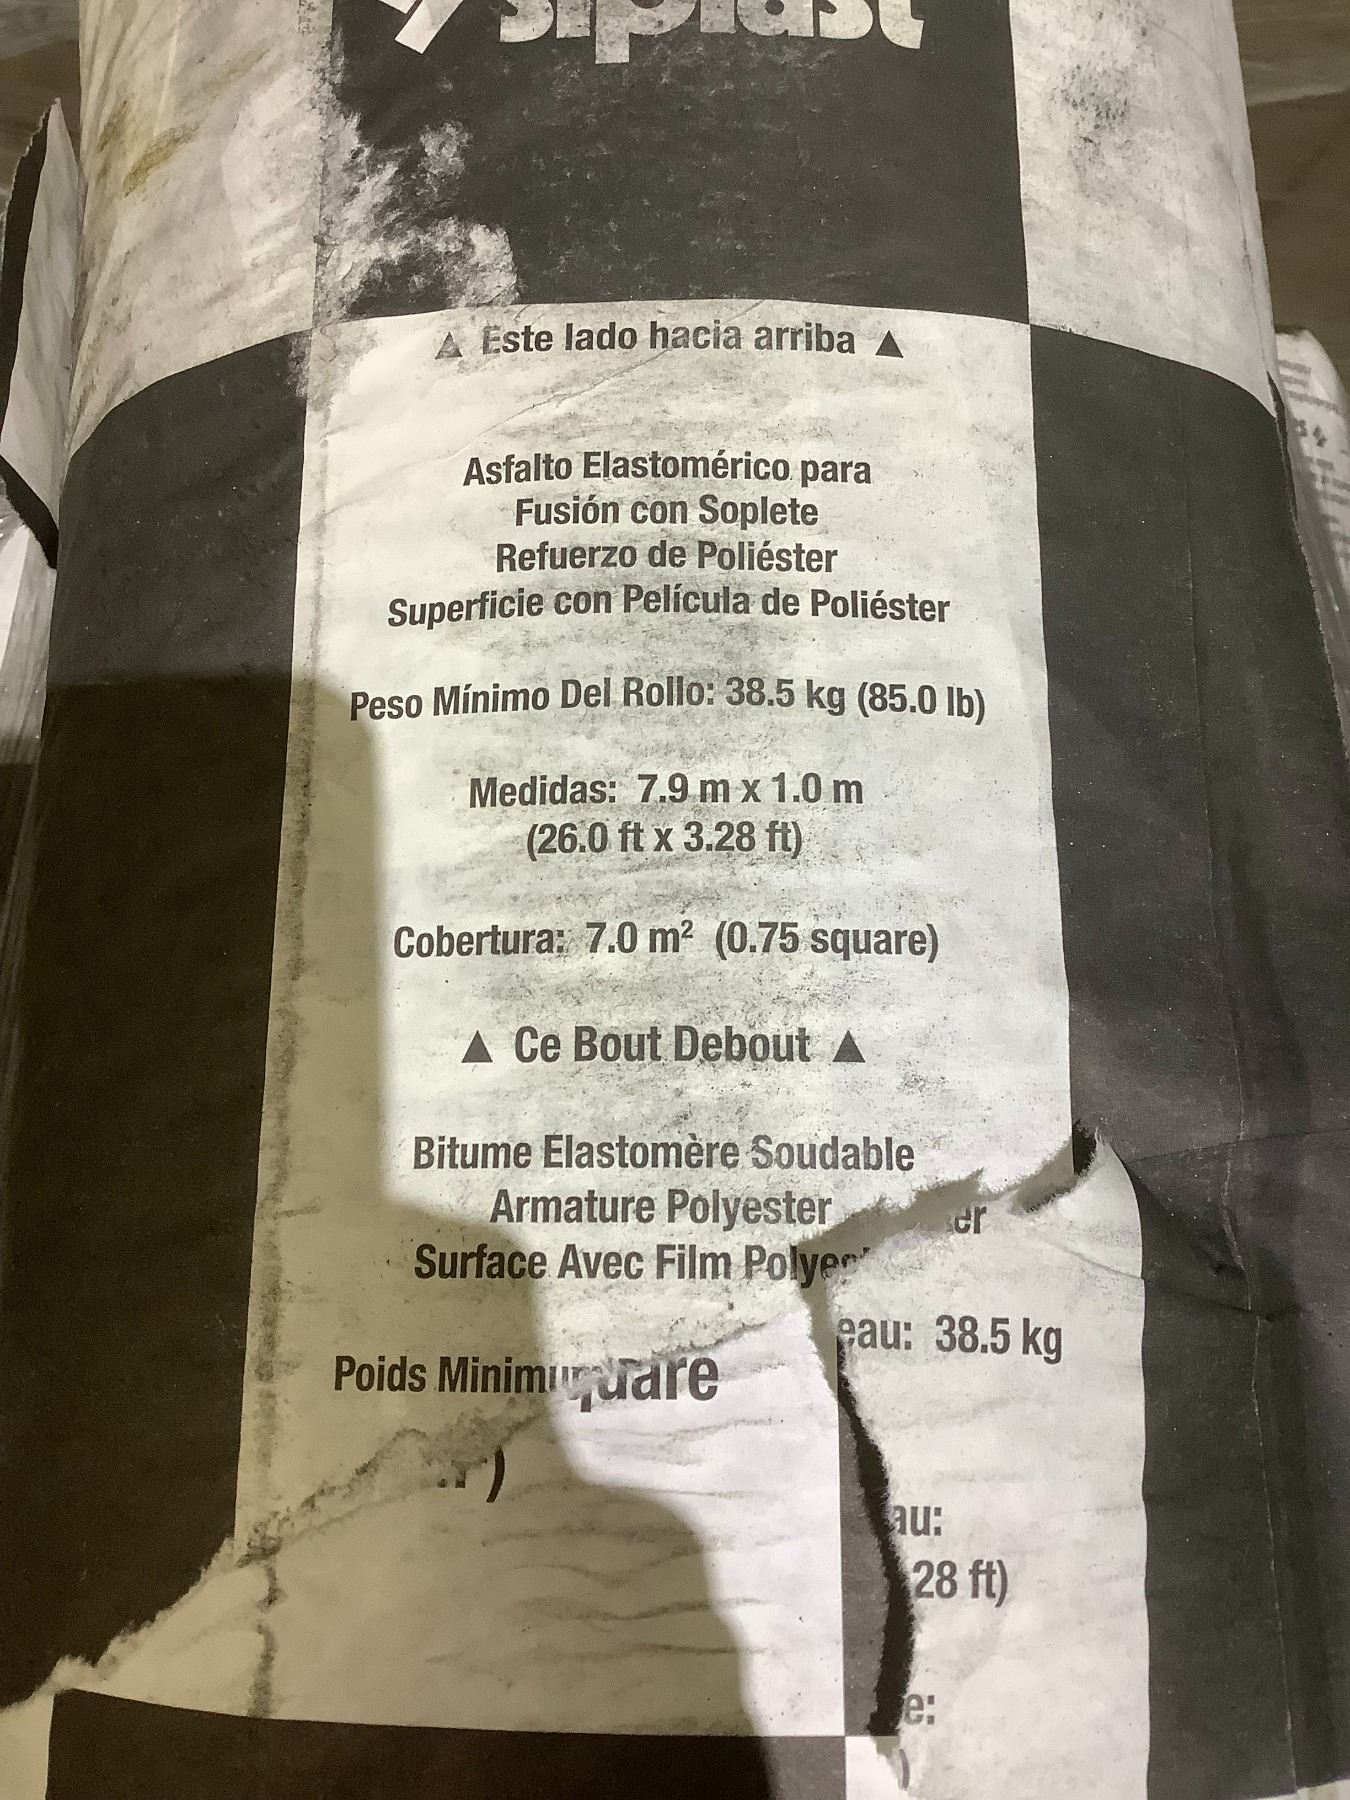 siplast
▲ Este lado hacia arriba ▲
Asfalto Elastomérico para
Fusión con Soplete
Refuerzo de Poliéster
Superficie con Película de Poliéster
Peso Mínimo Del Rollo: 38.5 kg (85.0 lb)
Medidas: 7.9 m x 1.0 m
(26.0 ft x 3.28 ft)
Cobertura: 7.0 m² (0.75 square)
▲ Ce Bout Debout ▲
Bitume Elastomère Soudable
Armature Polyester
Surface Avec Film
Poids
eau: 38.5 kg
au:
28 ft)
e:
)